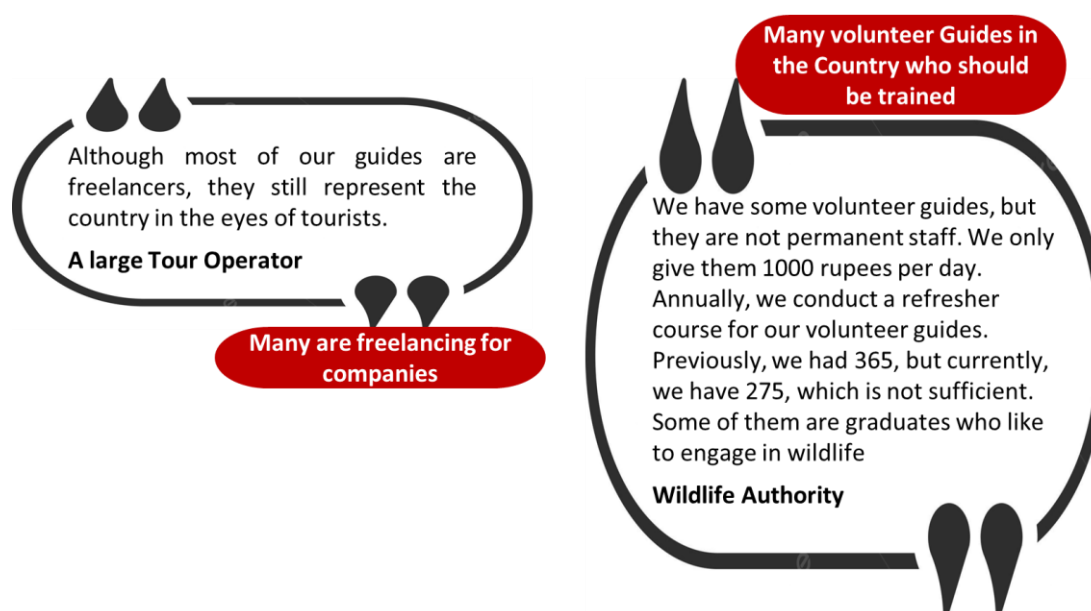 Although most of our guides are
freelancers, they still represent the
country in the eyes of tourists.
A large Tour Operator
Many are freelancing for
companies
Many volunteer Guides in
the Country who should
be trained
We have some volunteer guides, but
they are not permanent staff. We only
give them 1000 rupees per day.
Annually, we conduct a refresher
course for our volunteer guides.
Previously, we had 365, but currently,
we have 275, which is not sufficient.
Some of them are graduates who like
to engage in wildlife
Wildlife Authority